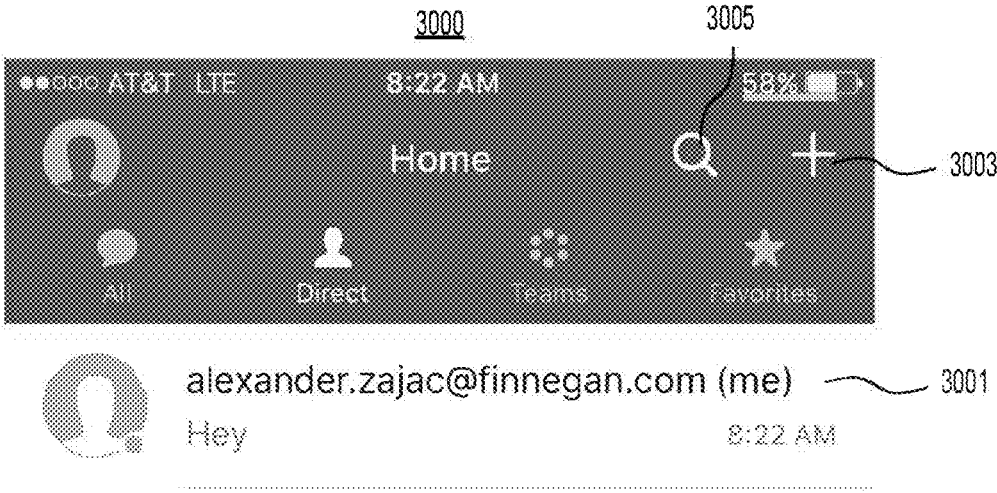 3000
3005
AT&T LTE 8:22 AM 58%
Home
3003
All Direct Teams Favorites
alexander.zajac@finnegan.com (me)
3001
Hey 8:22 AM